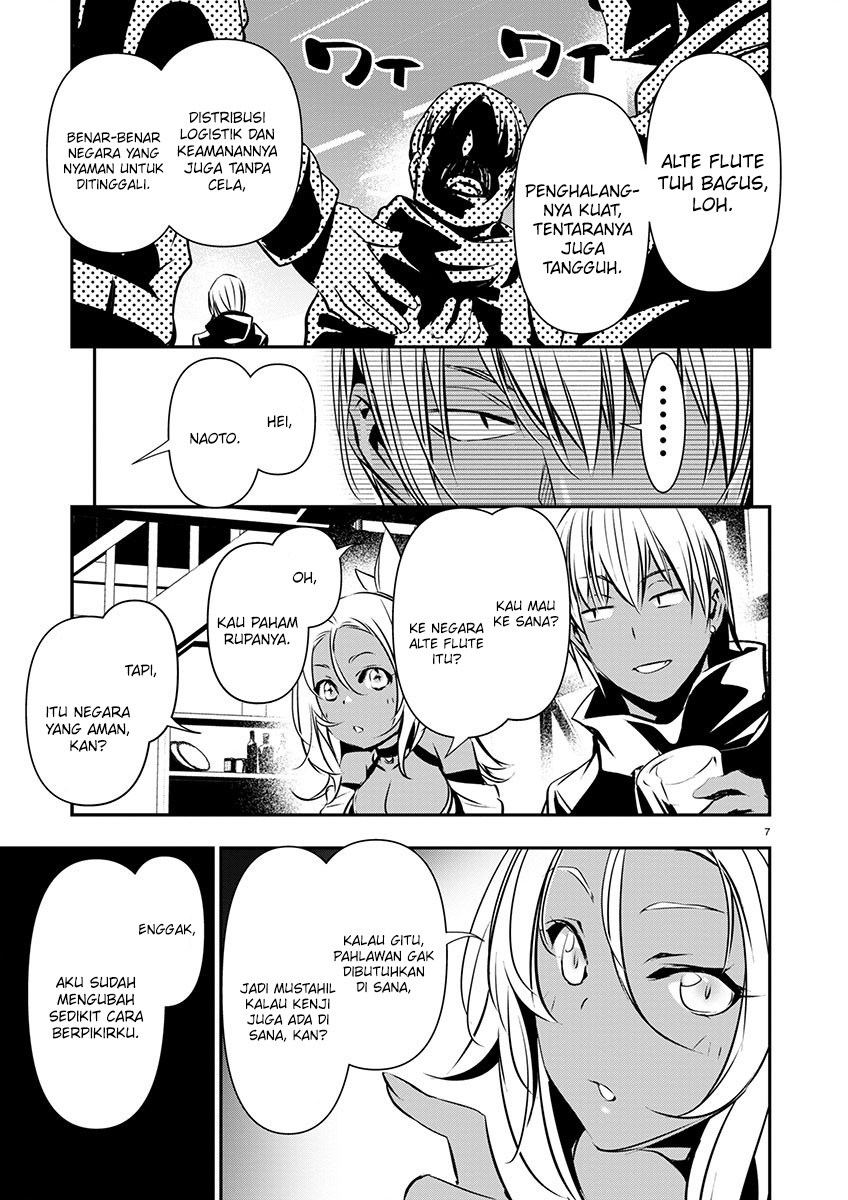 ワイ
ワイ
ALTE FLUTE
TUH BAGUS,
LOH.
PENGHALANG-
NYA KUAT,
TENTARANYA
JUGA
TANGGUH.
DISTRIBUSI
LOGISTIK DAN
KEAMANANNYA
JUGA TANPA
CELA,
BENAR-BENAR
NEGARA YANG
NYAMAN UNTUK
DITINGGALI.
......
HEI,
NAOTO.
KAU MAU
KE SANA?
KE NEGARA
ALTE FLUTE
ITU?
OH,
KAU PAHAM
RUPANYA.
TAPI,
ITU NEGARA
YANG AMAN,
KAN?
7
KALAU GITU,
PAHLAWAN GAK
DIBUTUHKAN
DI SANA,
JADI MUSTAHIL
KALAU KENJI
JUGA ADA DI
SANA, KAN?
ENGGAK,
AKU SUDAH
MENGUBAH
SEDIKIT CARA
BERPIKIRKU.